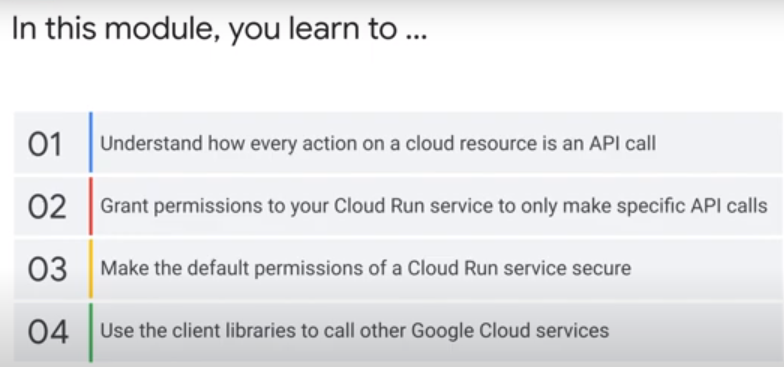 In this module, you learn to ...
01 Understand how every action on a cloud resource is an API call
02 Grant permissions to your Cloud Run service to only make specific API calls
03 Make the default permissions of a Cloud Run service secure
04 Use the client libraries to call other Google Cloud services